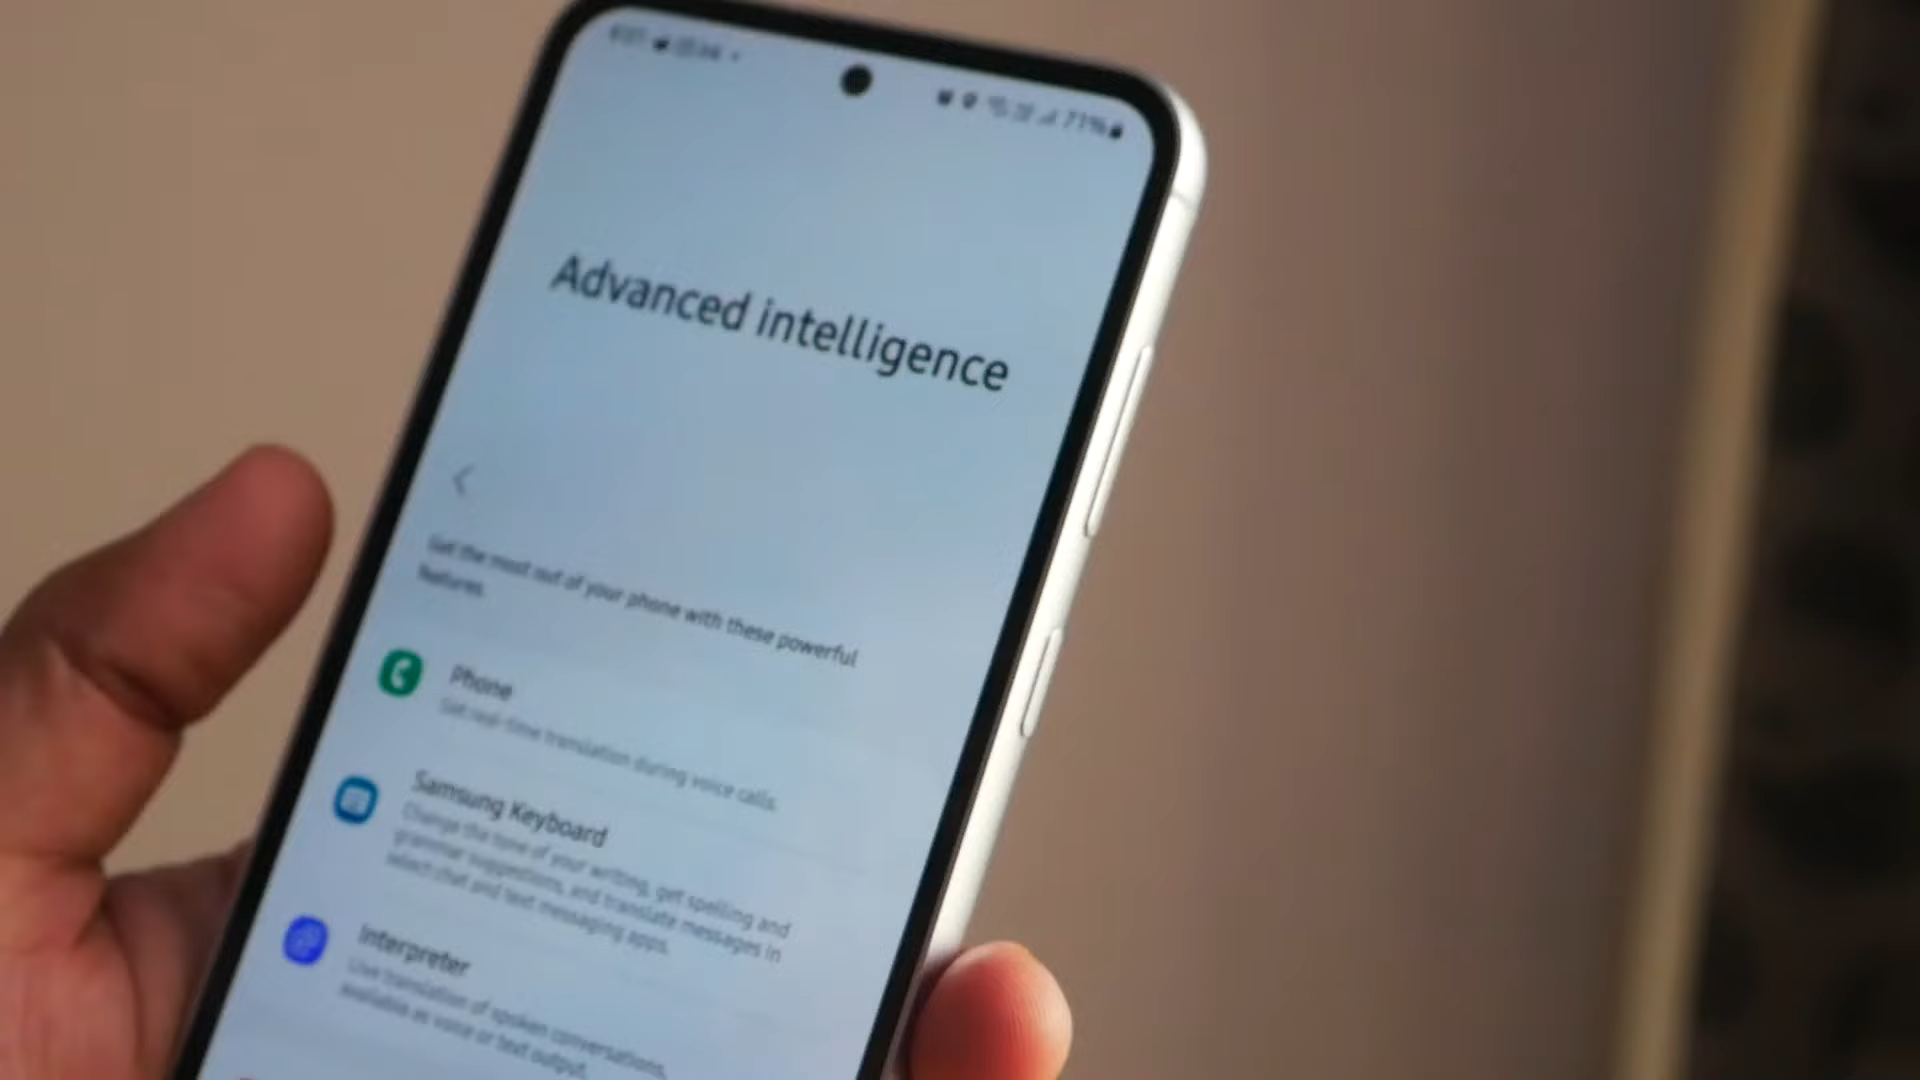 71%
Advanced intelligence
Get the most out of your phone with these powerful
features.
Phone
Get real-time translation during voice calls.
Samsung Keyboard
Change the tone of your writing, get spelling and
grammar suggestions, and translate messages in
select chat and text messaging apps.
Interpreter
Live translation of spoken conversations,
available as voice or text output.